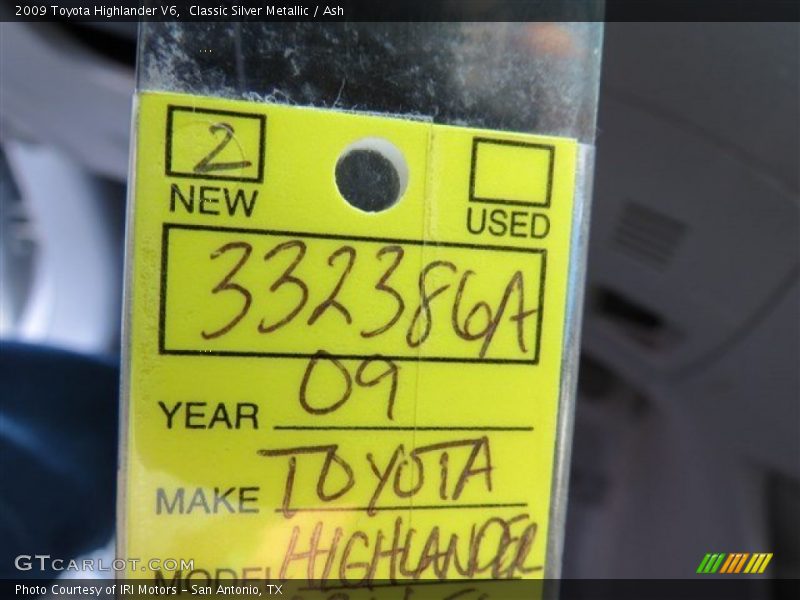 2009 Toyota Highlander V6,  Classic Silver Metallic / Ash
2
NEW
USED
332386A
YEAR 09
MAKE TOYOTA
MODEL HIGHLANDER
GTCARLOT.COM
Photo Courtesy of IRI Motors – San Antonio, TX